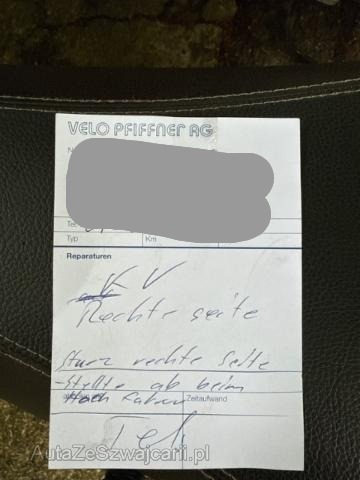 VELO PFIFFNER AG
Typ
Km
Reparaturen
KV
Rechte seite
Sturz rechte Seite
- stellte ab beim
Zeitaufwand
Tel.
AutaZeSzwajcarii.pl